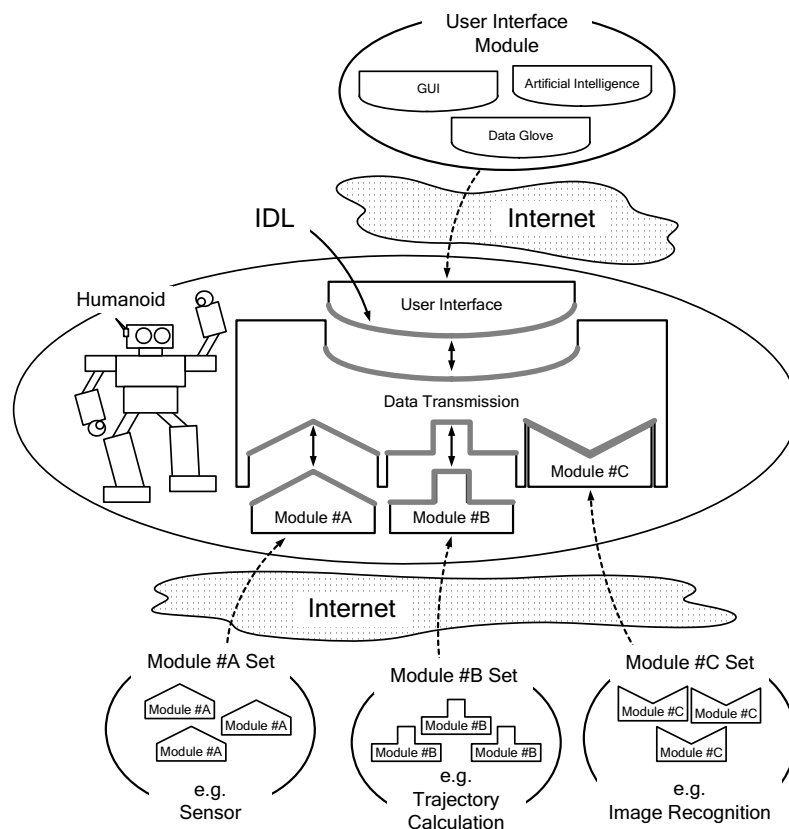 User Interface
Module
GUI
Artificial Intelligence
Data Glove
Internet
IDL
Humanoid
User Interface
Data Transmission
Module #C
Module #A
Module #B
Internet
Module #A Set
Module #B Set
Module #C Set
Module #A
Module #A
Module #A
Module #B
Module #B
Module #B
Module #C
Module #C
Module #C
e.g.
Sensor
e.g.
Trajectory
Calculation
e.g.
Image Recognition